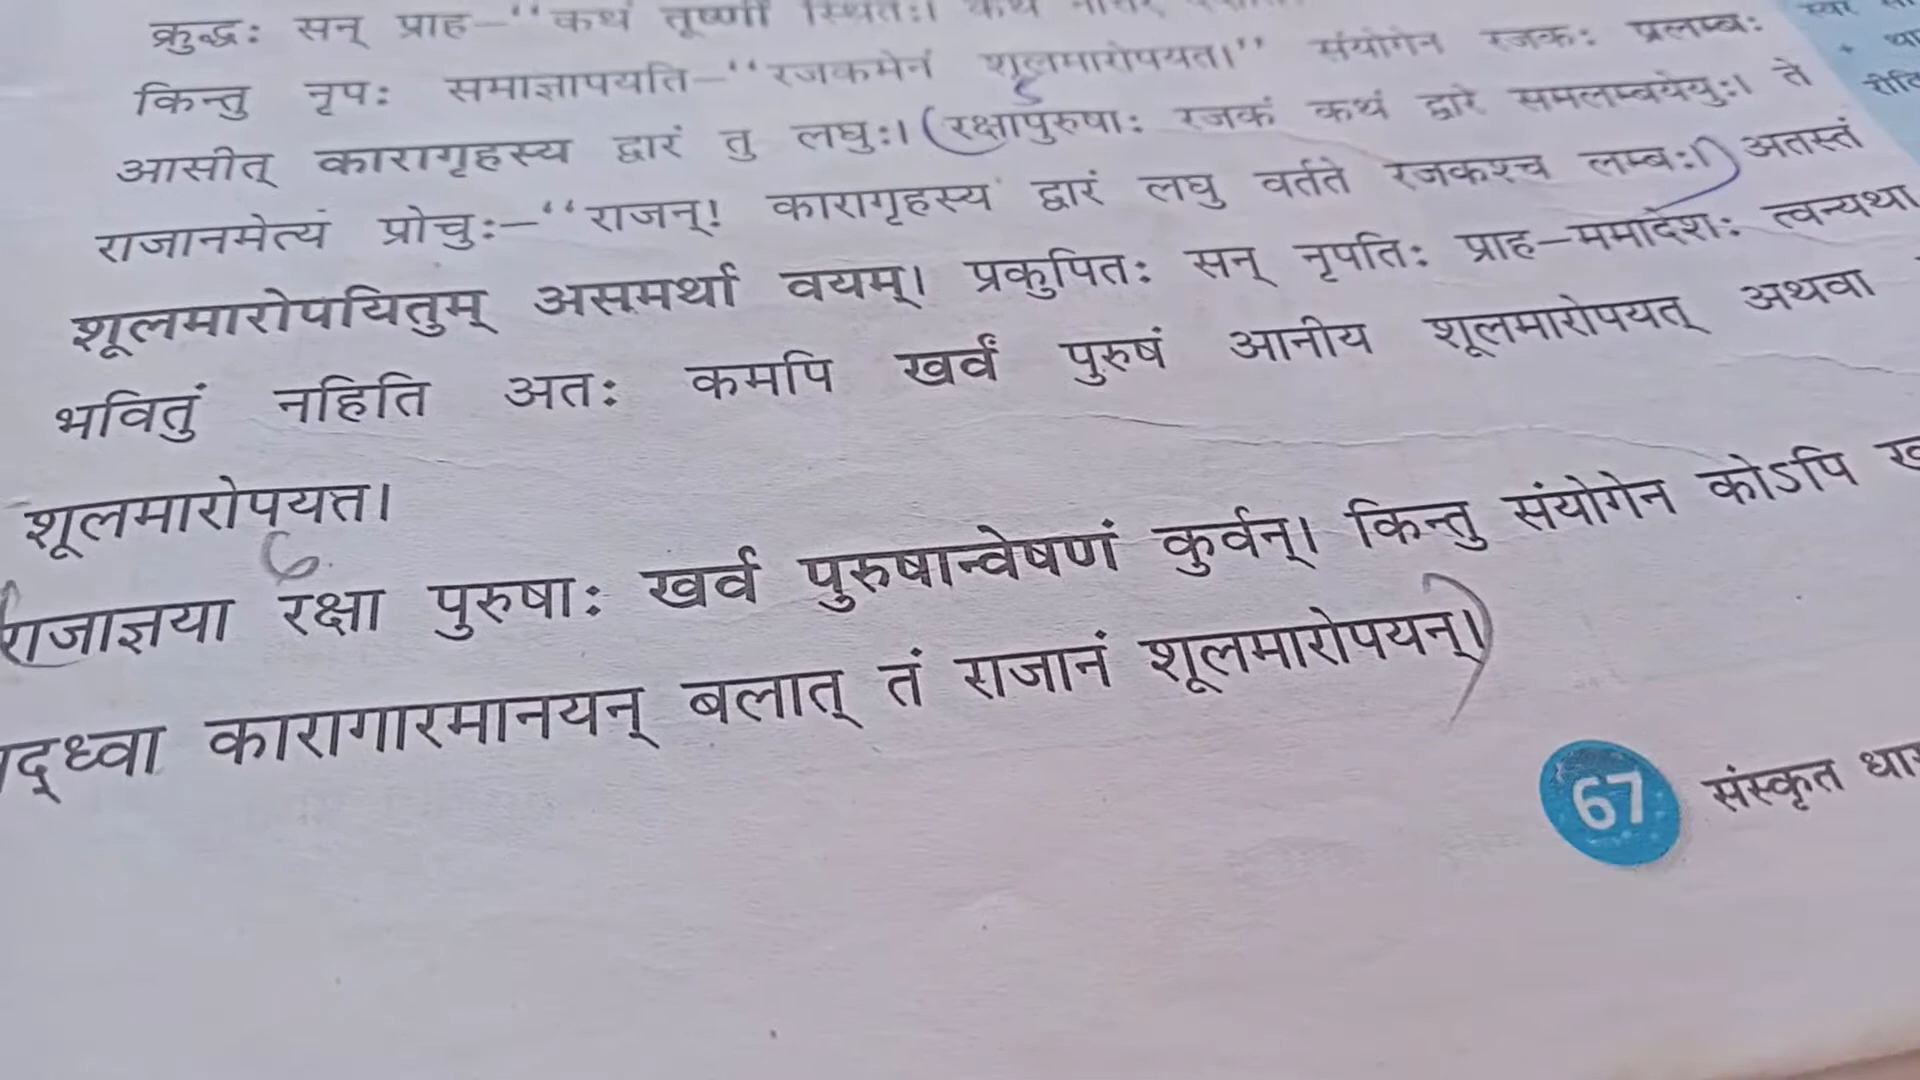 क्रुद्धः सन् प्राह–“कथं तूष्णीं स्थितः।
किन्तु नृपः समाज्ञापयति–“रजकमेनं शूलमारोपयत।” संयोगेन रजकः प्रलम्बः
आसीत् कारागृहस्य द्वारं तु लघुः। (रक्षापुरुषाः रजकं कथं द्वारे समलम्बयेयुः। ते
राजानमेत्यं प्रोचुः–“राजन्! कारागृहस्य द्वारं लघु वर्तते रजकश्च लम्बः।) अतस्तं
शूलमारोपयितुम् असमर्था वयम्। प्रकुपितः सन् नृपतिः प्राह–ममादेशः त्वन्यथा
भवितुं नहिति अतः कमपि खर्वं पुरुषं आनीय शूलमारोपयत् अथवा
शूलमारोपयत।
राजाज्ञया रक्षा पुरुषाः खर्व पुरुषान्वेषणं कुर्वन्। किन्तु संयोगेन कोऽपि
कारागारमानयन् बलात् तं राजानं शूलमारोपयन्।)
67 संस्कृत